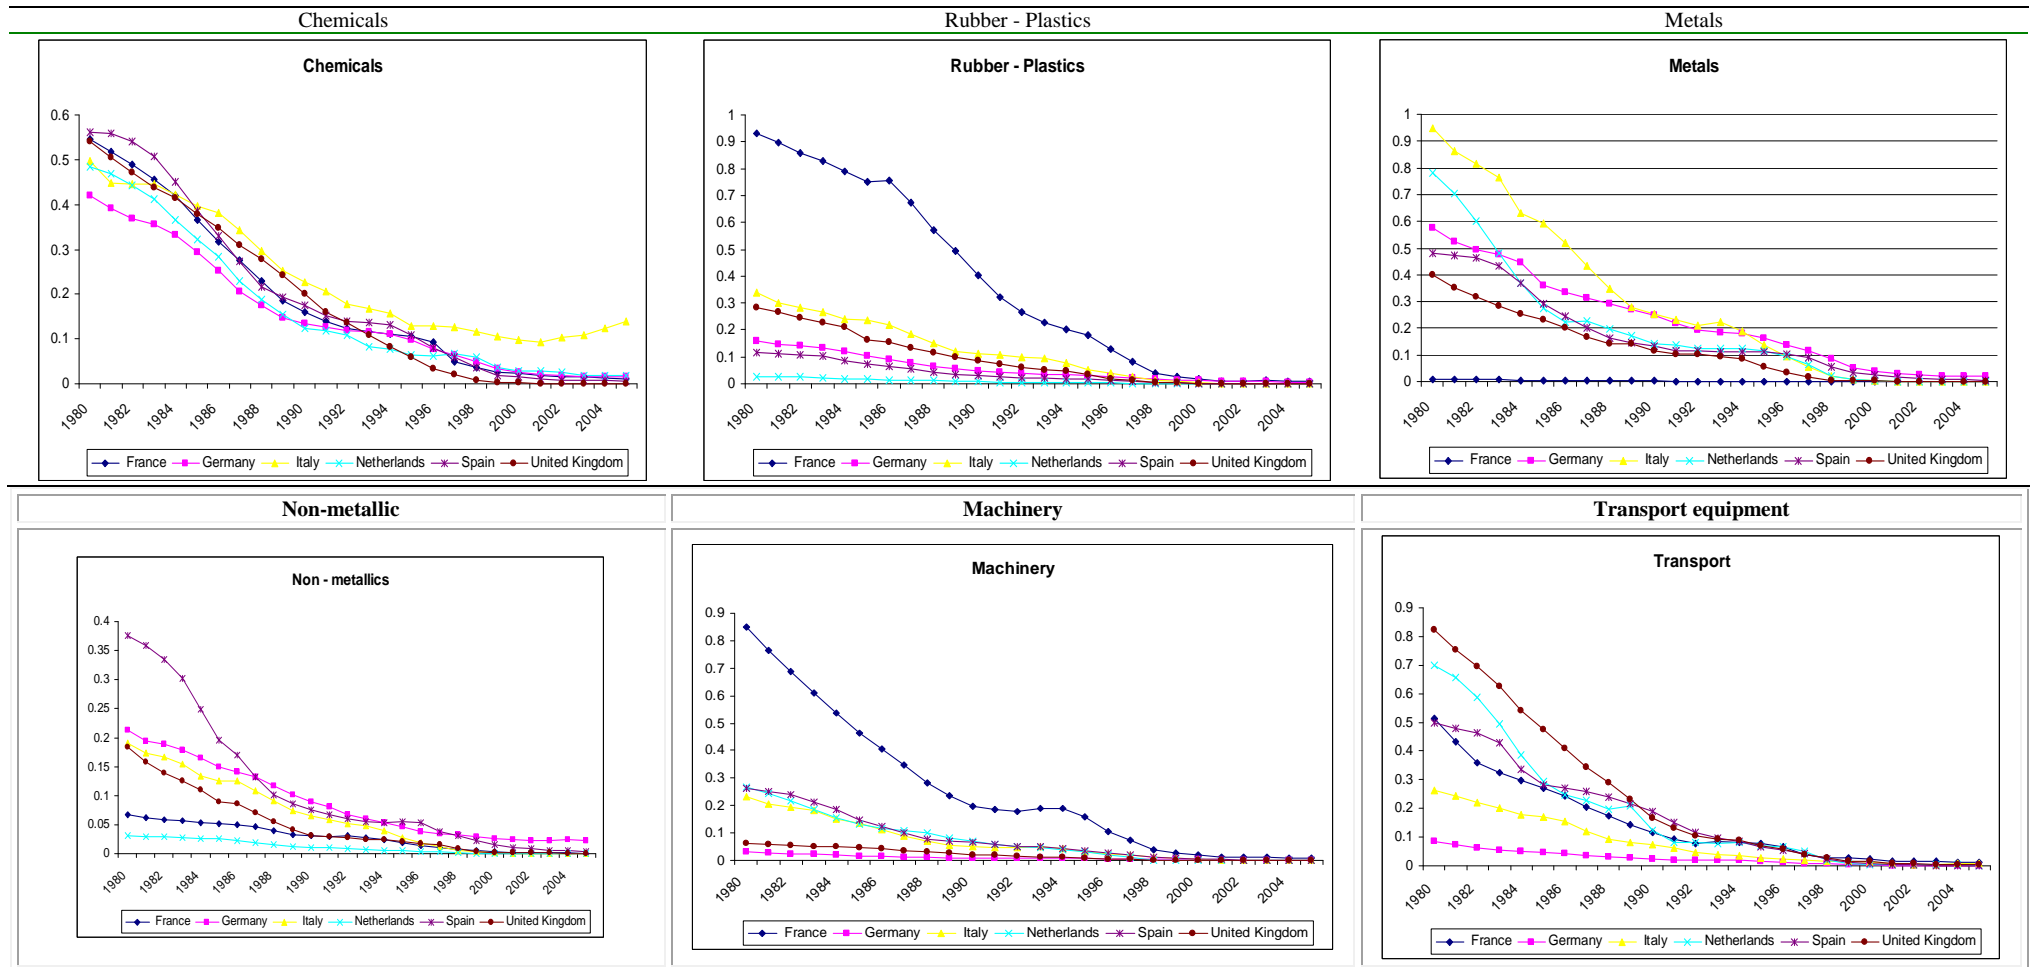 Chemicals Rubber - Plastics Metals
Chemicals
0.6
0.5
0.4
0.3
0.2
0.1
0
1980 1982 1984 1986 1988 1990 1992 1994 1996 1998 2000 2002 2004
France Germany Italy Netherlands Spain United Kingdom
Rubber - Plastics
1
0.9
0.8
0.7
0.6
0.5
0.4
0.3
0.2
0.1
0
1980 1982 1984 1986 1988 1990 1992 1994 1996 1998 2000 2002 2004
France Germany Italy Netherlands Spain United Kingdom
Metals
1
0.9
0.8
0.7
0.6
0.5
0.4
0.3
0.2
0.1
0
1980 1982 1984 1986 1988 1990 1992 1994 1996 1998 2000 2002 2004
France Germany Italy Netherlands Spain United Kingdom
Non-metallic Machinery Transport equipment
Non - metallics
0.4
0.35
0.3
0.25
0.2
0.15
0.1
0.05
0
1980 1982 1984 1986 1988 1990 1992 1994 1996 1998 2000 2002 2004
France Germany Italy Netherlands Spain United Kingdom
Machinery
0.9
0.8
0.7
0.6
0.5
0.4
0.3
0.2
0.1
0
1980 1982 1984 1986 1988 1990 1992 1994 1996 1998 2000 2002 2004
France Germany Italy Netherlands Spain United Kingdom
Transport
0.9
0.8
0.7
0.6
0.5
0.4
0.3
0.2
0.1
0
1980 1982 1984 1986 1988 1990 1992 1994 1996 1998 2000 2002 2004
France Germany Italy Netherlands Spain United Kingdom